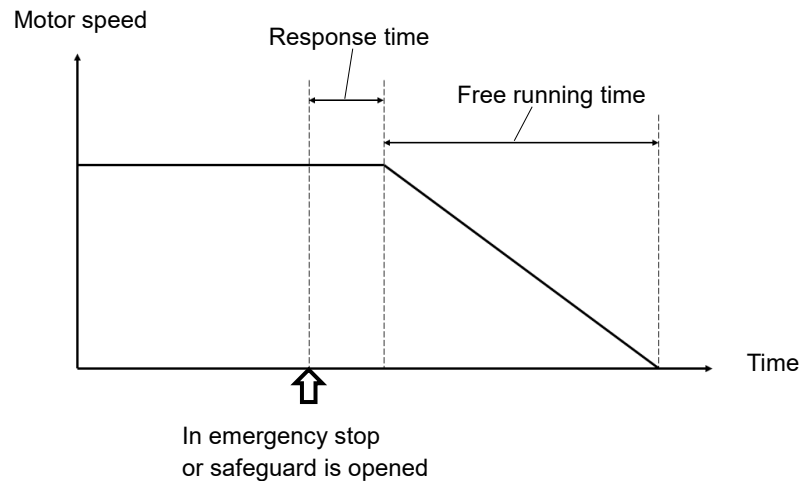 Motor speed
Response time
Free running time
Time
In emergency stop
or safeguard is opened